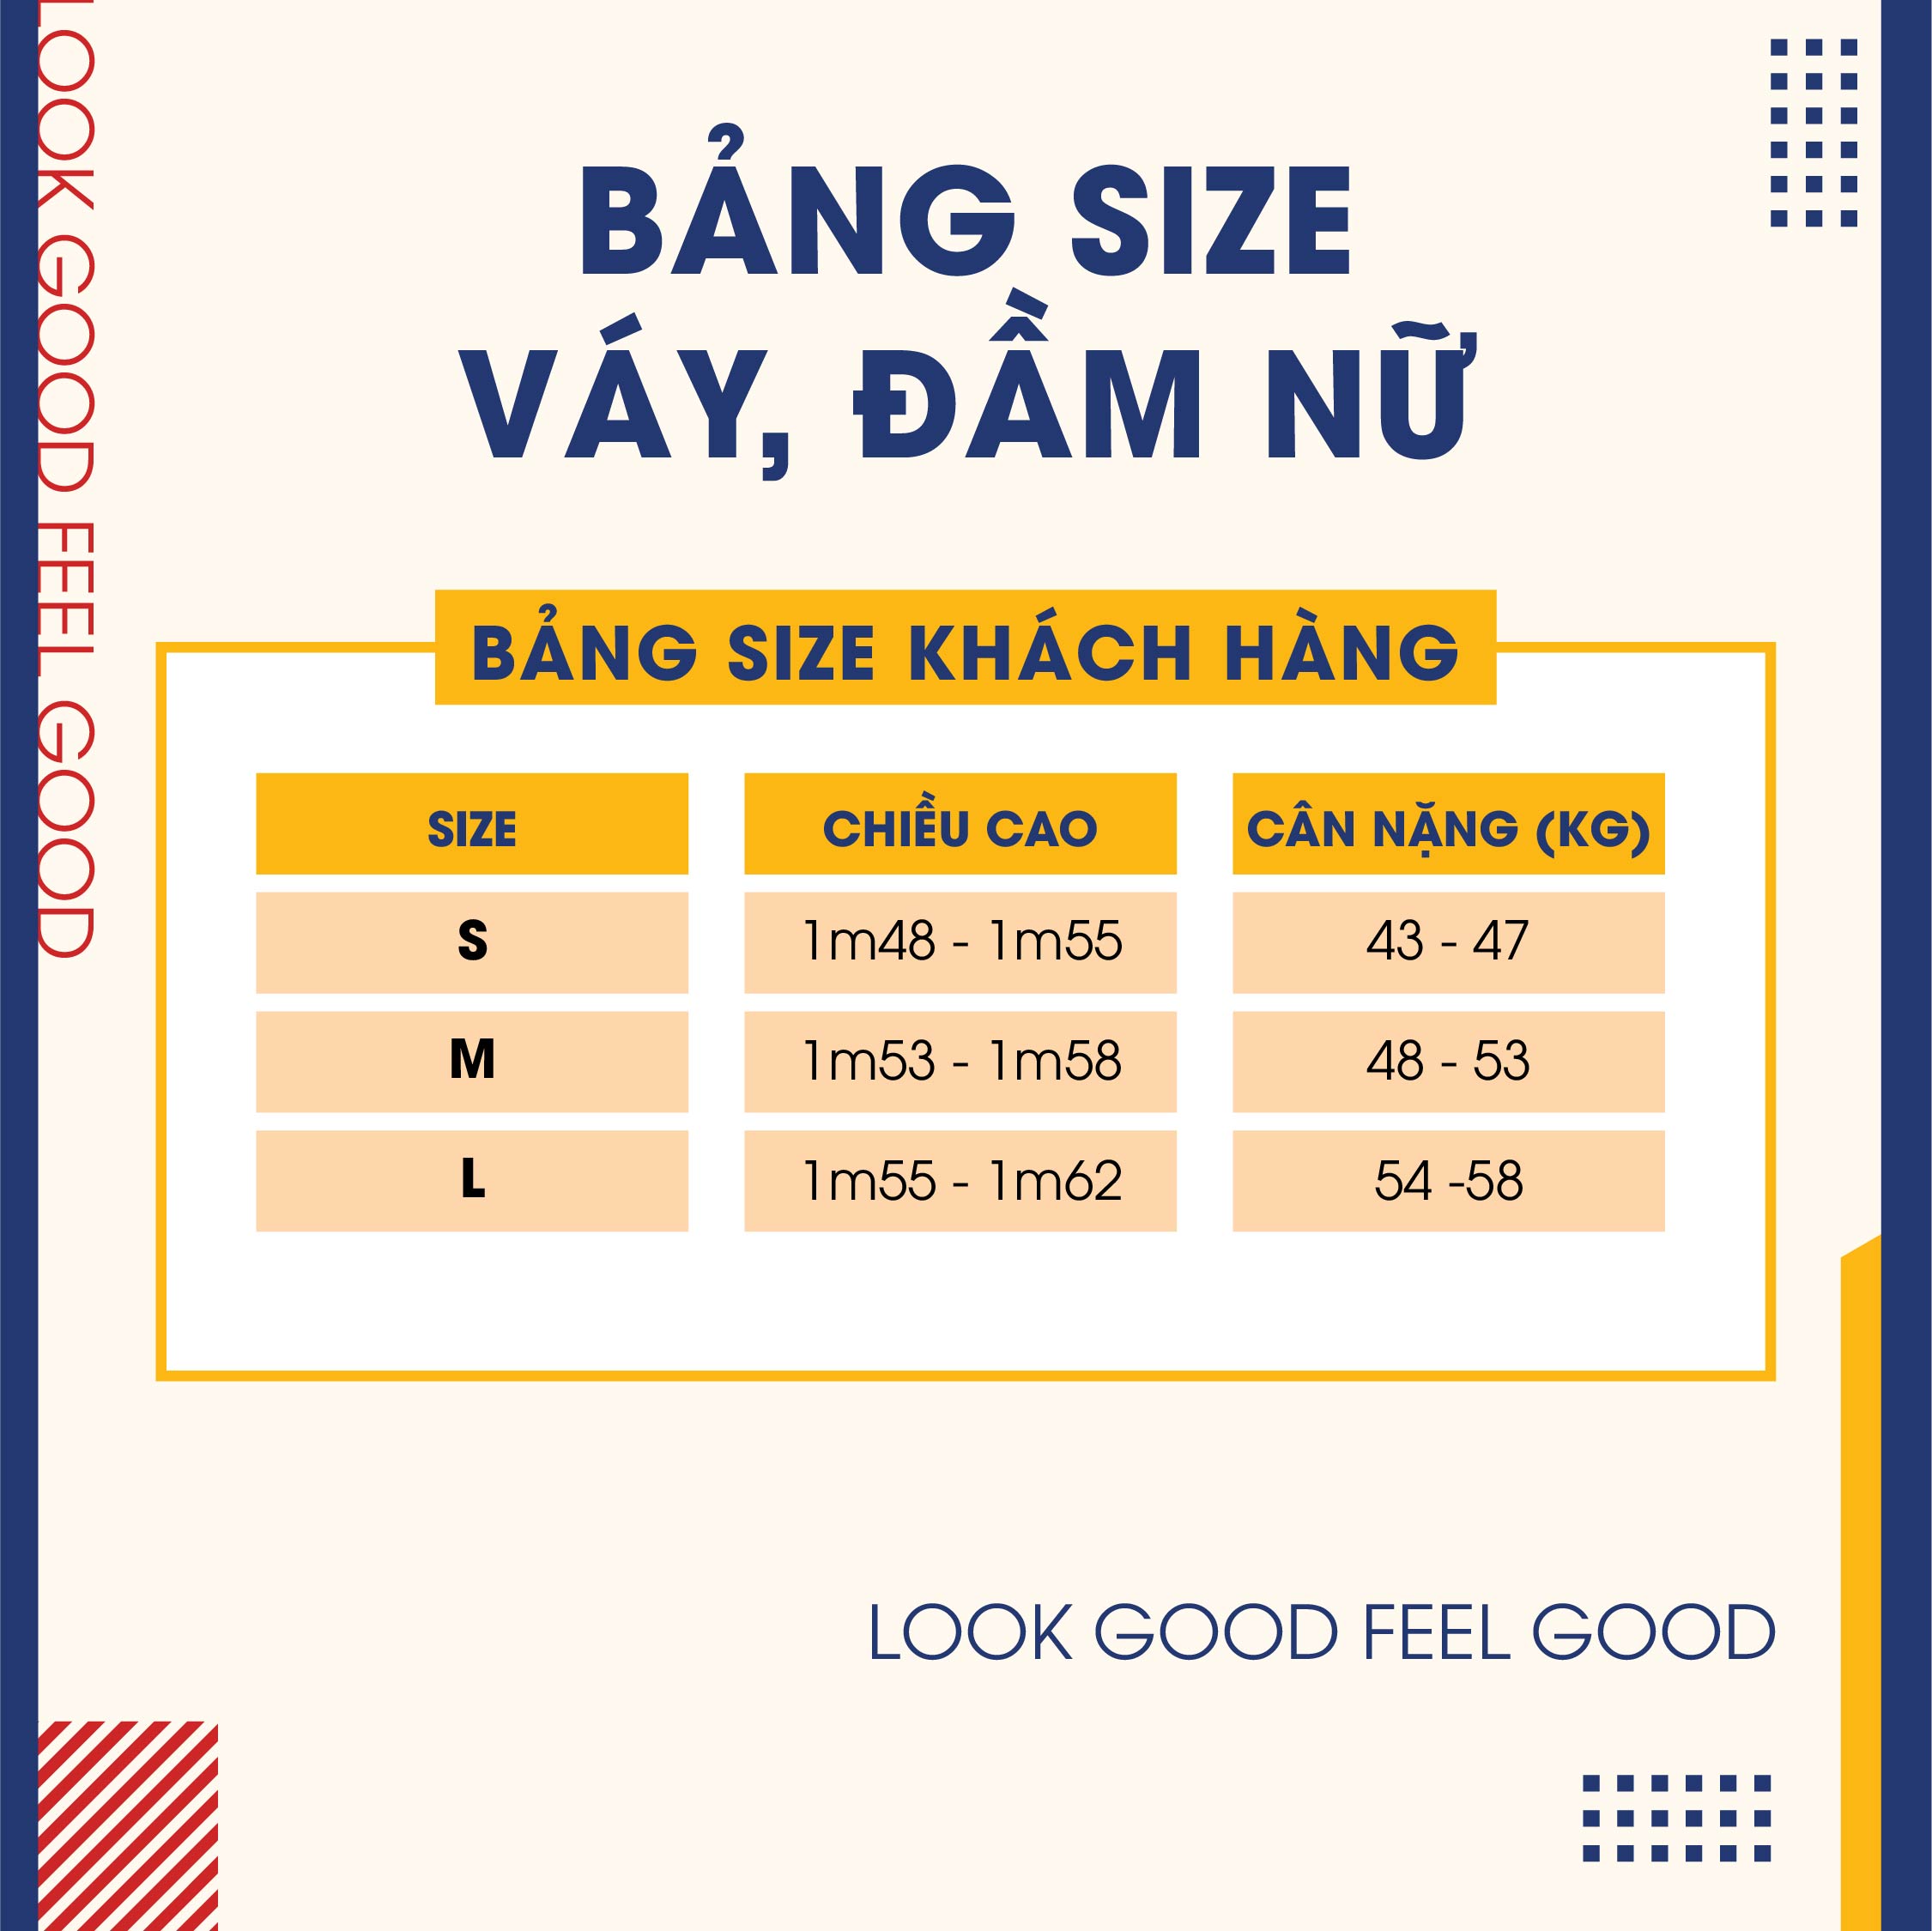 LOOK GOOD FEEL GOOD
BẢNG SIZE
VÁY, ĐẦM NỮ
BẢNG SIZE KHÁCH HÀNG
SIZE CHIỀU CAO CÂN NẶNG (KG)
S 1m48 - 1m55 43 - 47
M 1m53 - 1m58 48 - 53
L 1m55 - 1m62 54 -58
LOOK GOOD FEEL GOOD